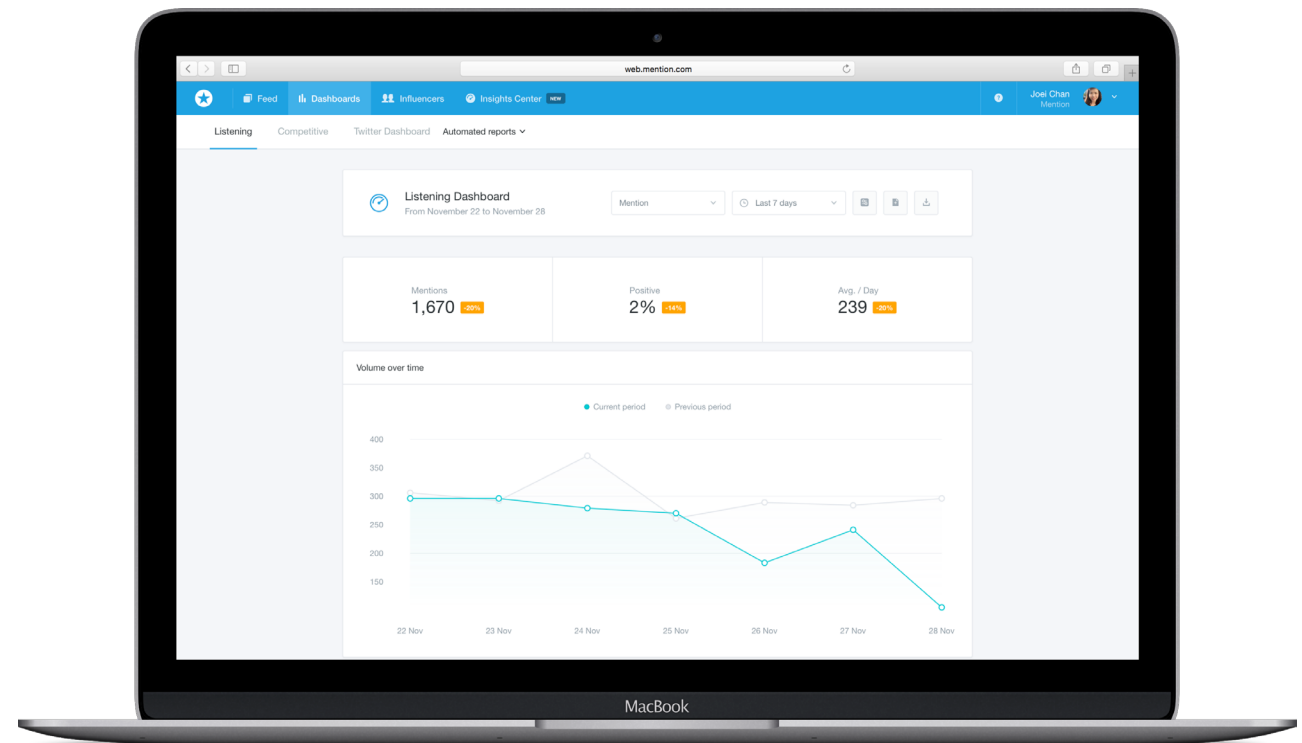 web.mention.com
Feed Dashboards Influencers Insights Center NEW ? Joei Chan
Mention
Listening Competitive Twitter Dashboard Automated reports
Listening Dashboard
From November 22 to November 28
Mention Last 7 days
Mentions Positive Avg. / Day
1,670 -20% 2% -14% 239 -20%
Volume over time
Current period Previous period
400
350
300
250
200
150
22 Nov 23 Nov 24 Nov 25 Nov 26 Nov 27 Nov 28 Nov
MacBook